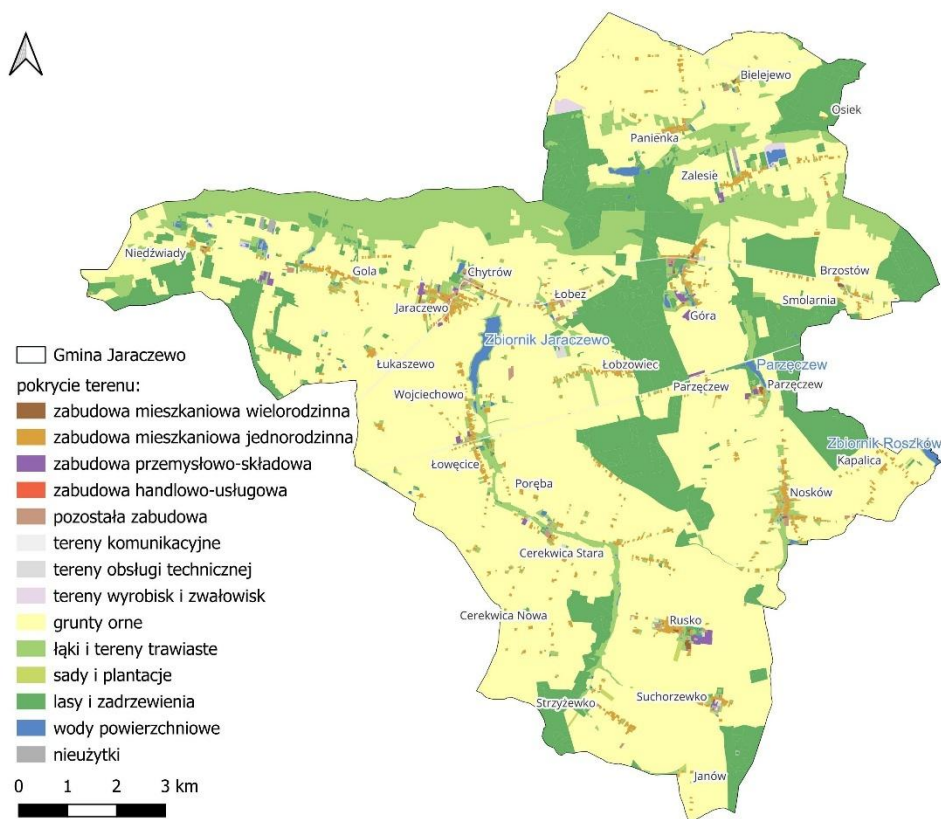 Bielejewo
Osiek
Panienka
Zalesie
Niedźwiady
Gola
Chytrów
Brzostów
Łobez
Smolarnia
Jaraczewo
Góra
Zbiornik Jaraczewo
Łukaszewo
Łobzowiec
Parzęczew
Parzęczew
Parzęczew
Wojciechowo
Zbiornik Roszków
Łowęcice
Kapalica
Poręba
Nosków
Cerekwica Stara
Cerekwica Nowa
Rusko
Suchorzewko
Strzyżewko
Janów
Gmina Jaraczewo
pokrycie terenu:
zabudowa mieszkaniowa wielorodzinna
zabudowa mieszkaniowa jednorodzinna
zabudowa przemysłowo-składowa
zabudowa handlowo-usługowa
pozostała zabudowa
tereny komunikacyjne
tereny obsługi technicznej
tereny wyrobisk i zwałowisk
grunty orne
łąki i tereny trawiaste
sady i plantacje
lasy i zadrzewienia
wody powierzchniowe
nieużytki
0 1 2 3 km